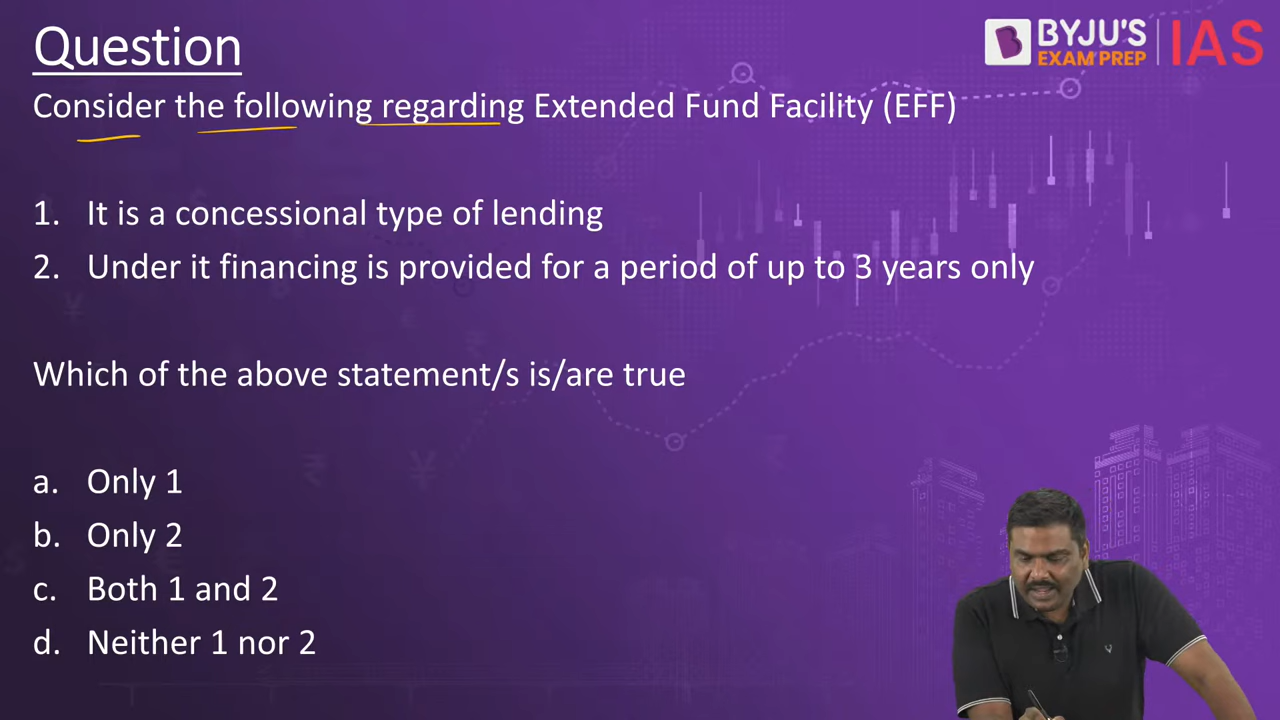 Question
BYJU'S
EXAM PREP
IAS
Consider the following regarding Extended Fund Facility (EFF)
1. It is a concessional type of lending
2. Under it financing is provided for a period of up to 3 years only
Which of the above statement/s is/are true
a. Only 1
b. Only 2
c. Both 1 and 2
d. Neither 1 nor 2